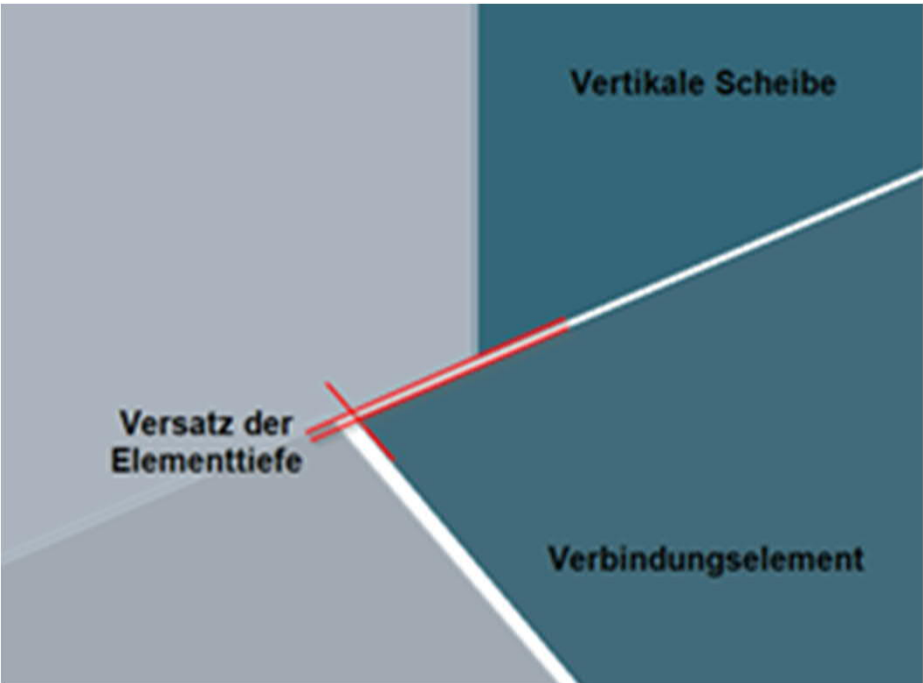 Vertikale Scheibe
Versatz der
Elementtiefe
Verbindungselement